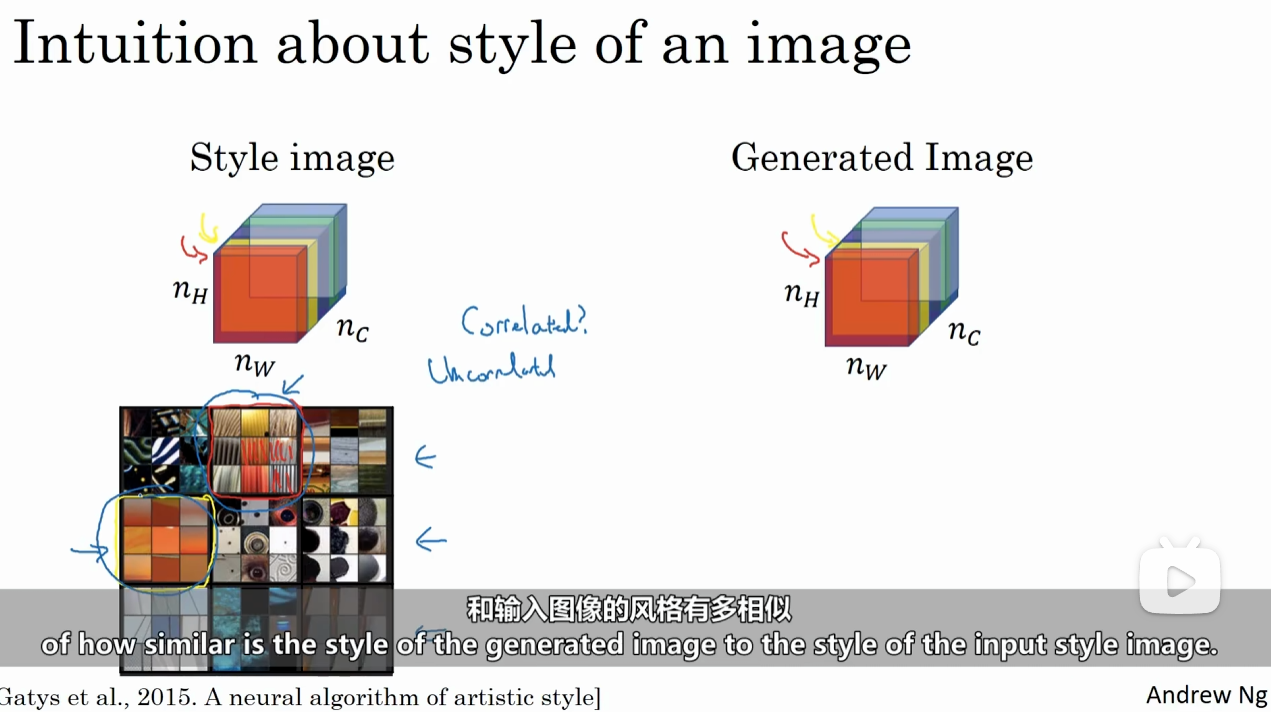 Intuition about style of an image
Style image
Generated Image
n_H
n_C
n_W
n_H
n_C
n_W
Correlated?
Uncorrelated
和输入图像的风格有多相似
of how similar is the style of the generated image to the style of the input style image.
Gatys et al., 2015. A neural algorithm of artistic style]
Andrew Ng